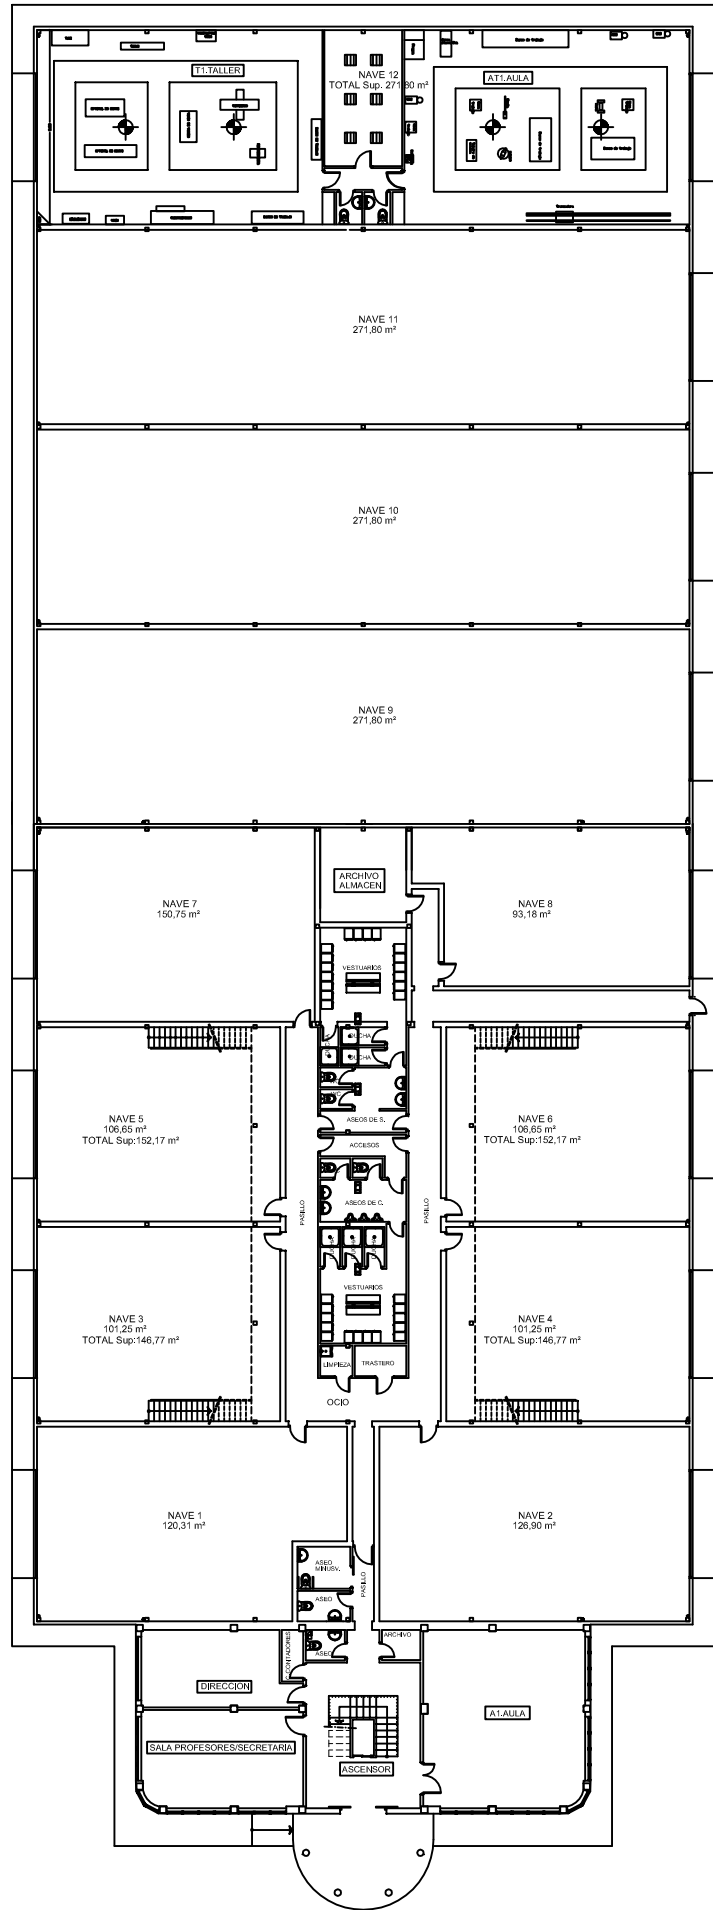 T1.TALLER
NAVE 12
TOTAL Sup. 271,80 m²
AT1.AULA
NAVE 11
271,80 m²
NAVE 10
271,80 m²
NAVE 9
271,80 m²
ARCHIVO
ALMACEN
NAVE 7
150,75 m²
NAVE 8
93,18 m²
VESTUARIOS
DUCHA
DUCHA
DUCHA
NAVE 5
106,65 m²
TOTAL Sup:152,17 m²
ASEOS DE S.
NAVE 6
106,65 m²
TOTAL Sup:152,17 m²
ACCESOS
PASILLO
ASEOS DE C.
PASILLO
DUCHA
DUCHA
DUCHA
VESTUARIOS
NAVE 3
101,25 m²
TOTAL Sup:146,77 m²
NAVE 4
101,25 m²
TOTAL Sup:146,77 m²
LIMPIEZA
TRASTERO
OCIO
NAVE 1
120,31 m²
NAVE 2
126,90 m²
ASEO
MINUSV.
PASILLO
ASEO
ASEO
C.CONTADORES
ARCHIVO
DIRECCION
A1.AULA
SALA PROFESORES/SECRETARIA
ASCENSOR